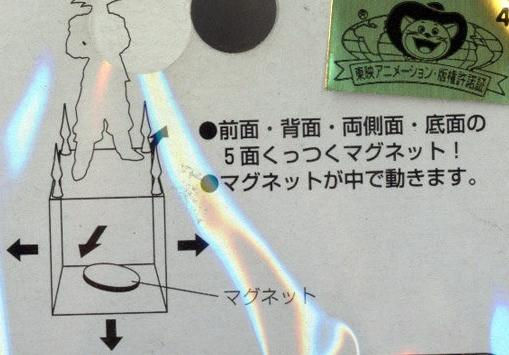 4
東映アニメーション・版権許諾証
●前面・背面・両側面・底面の
5面くっつくマグネット！
●マグネットが中で動きます。
マグネット